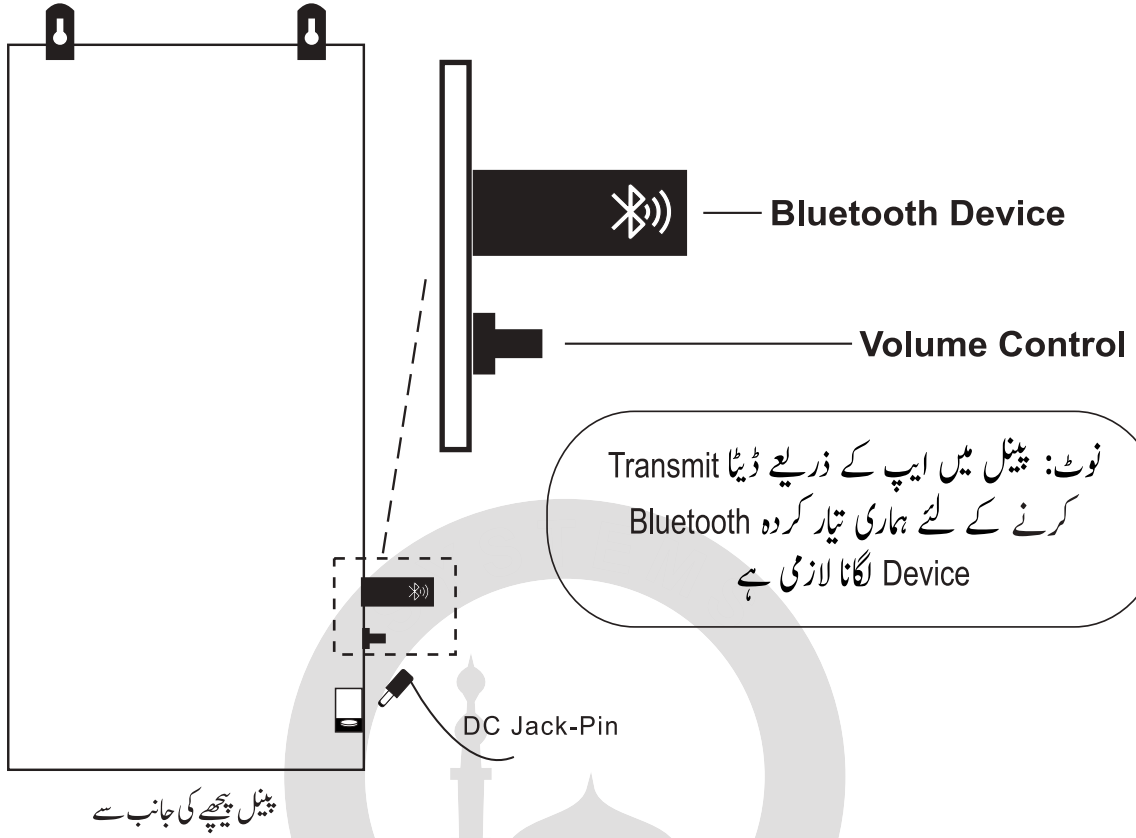 Bluetooth Device
Volume Control
نوٹ: پینل میں ایپ کے ذریعے ڈیٹا Transmit
کرنے کے لئے ہماری تیار کردہ Bluetooth
Device لگانا لازمی ہے
DC Jack-Pin
پینل پیچھے کی جانب سے